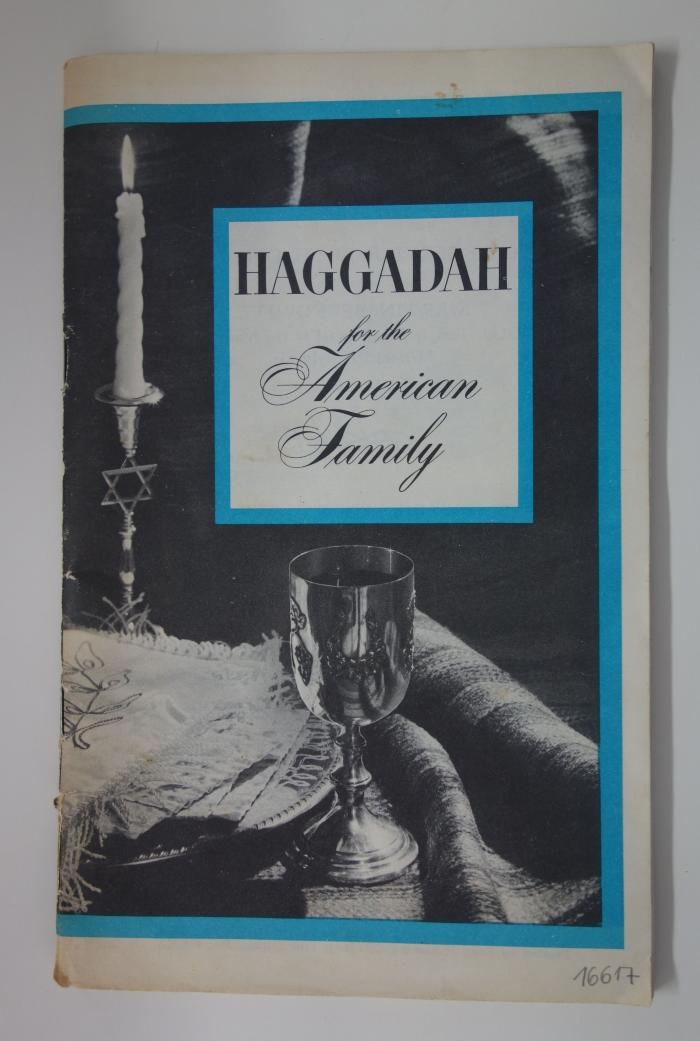 HAGGADAH
for the
American
Family
16617